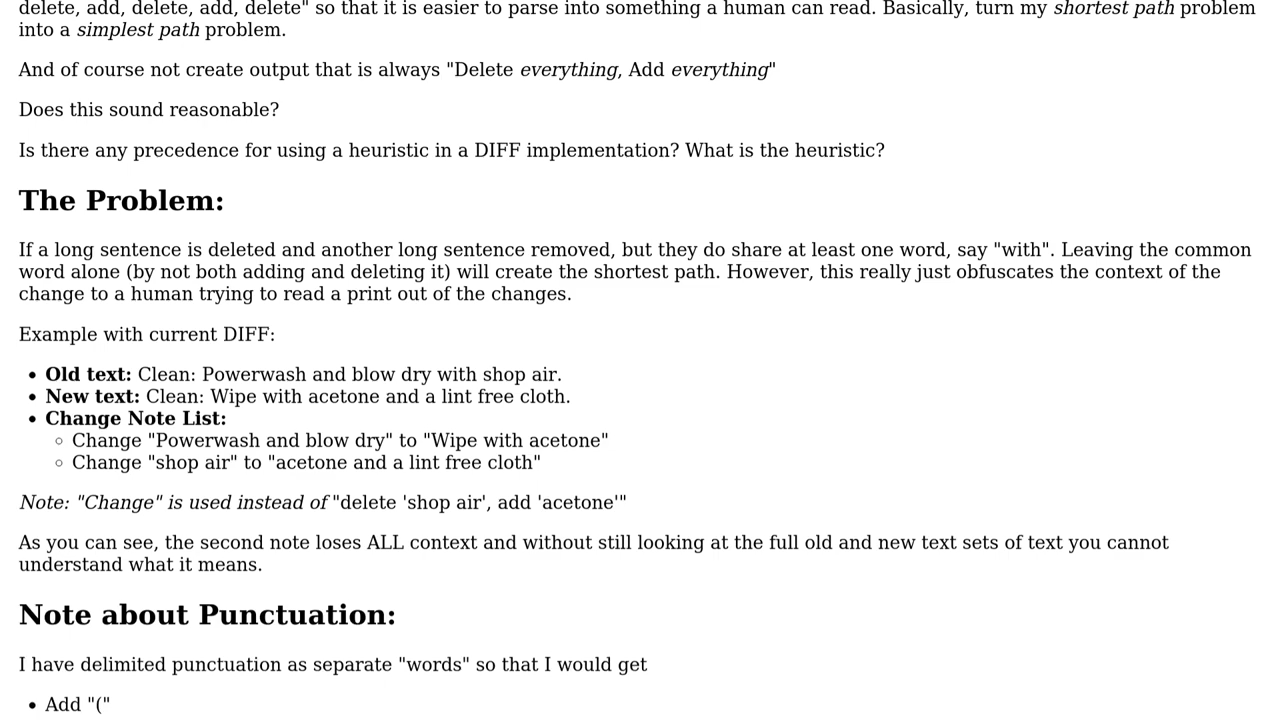 delete, add, delete, add, delete" so that it is easier to parse into something a human can read. Basically, turn my shortest path problem
into a simplest path problem.
And of course not create output that is always "Delete everything, Add everything"
Does this sound reasonable?
Is there any precedence for using a heuristic in a DIFF implementation? What is the heuristic?
The Problem:
If a long sentence is deleted and another long sentence removed, but they do share at least one word, say "with". Leaving the common
word alone (by not both adding and deleting it) will create the shortest path. However, this really just obfuscates the context of the
change to a human trying to read a print out of the changes.
Example with current DIFF:
• Old text: Clean: Powerwash and blow dry with shop air.
• New text: Clean: Wipe with acetone and a lint free cloth.
• Change Note List:
◦ Change "Powerwash and blow dry" to "Wipe with acetone"
◦ Change "shop air" to "acetone and a lint free cloth"
Note: "Change" is used instead of "delete 'shop air', add 'acetone'"
As you can see, the second note loses ALL context and without still looking at the full old and new text sets of text you cannot
understand what it means.
Note about Punctuation:
I have delimited punctuation as separate "words" so that I would get
• Add "("